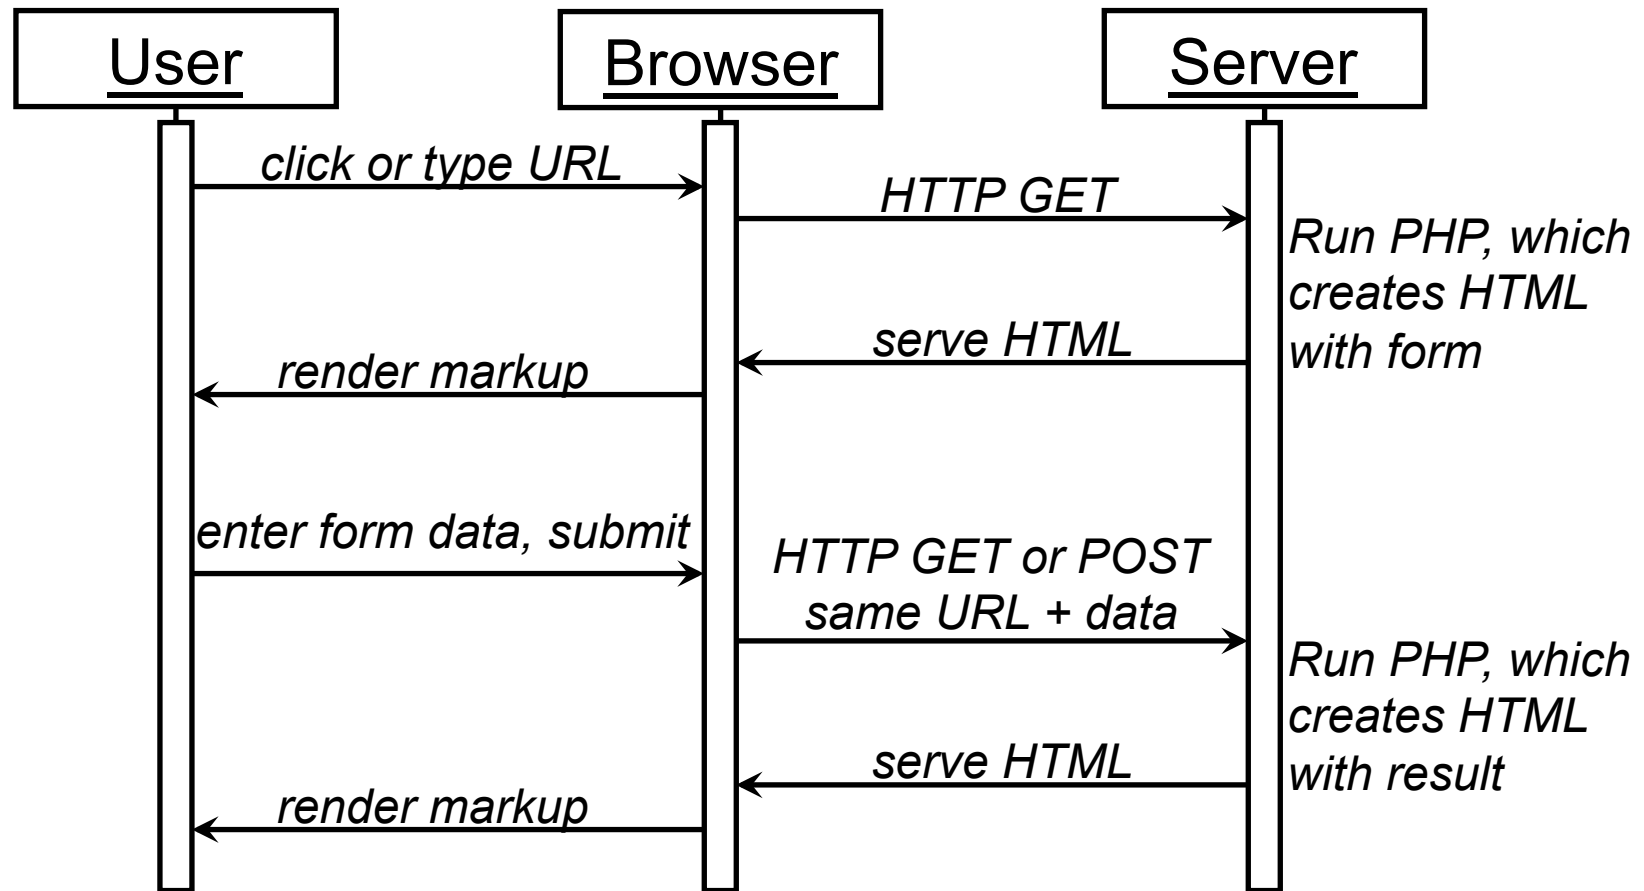 User
Browser
Server
click or type URL
HTTP GET
Run PHP, which
creates HTML
with form
serve HTML
render markup
enter form data, submit
HTTP GET or POST
same URL + data
Run PHP, which
creates HTML
with result
serve HTML
render markup